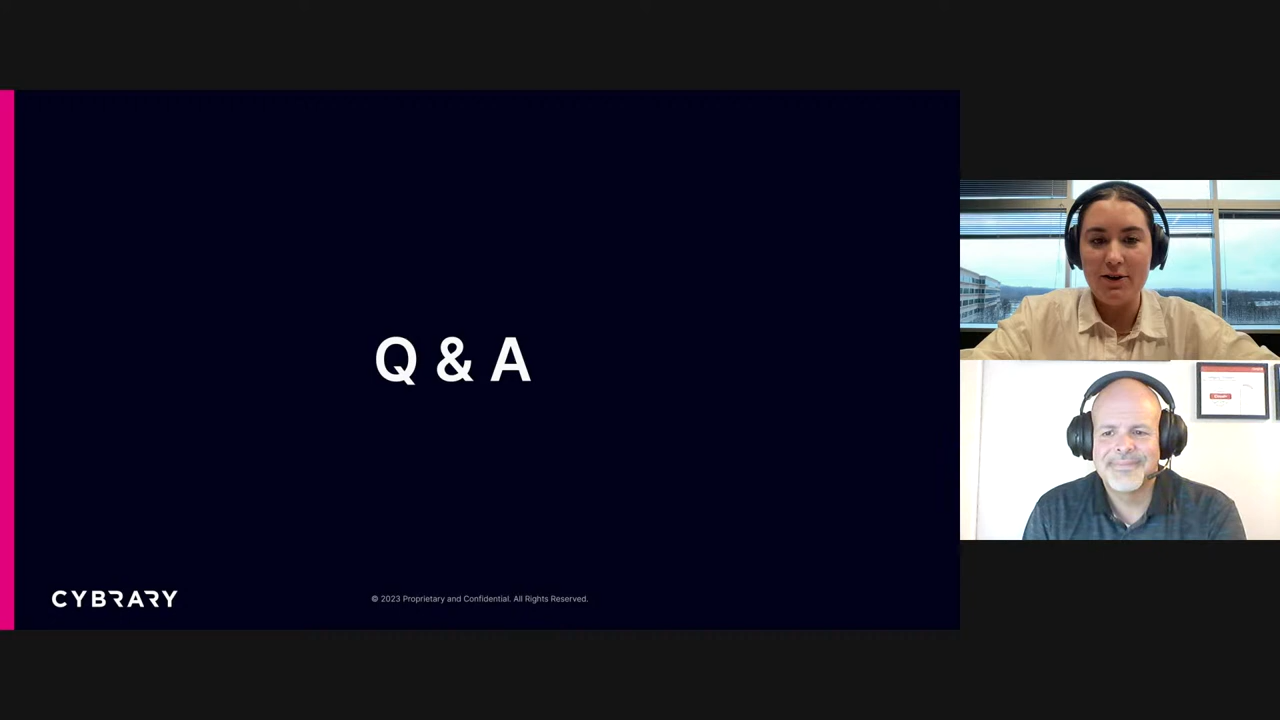 Q & A
CYBRARY
© 2023 Proprietary and Confidential. All Rights Reserved.